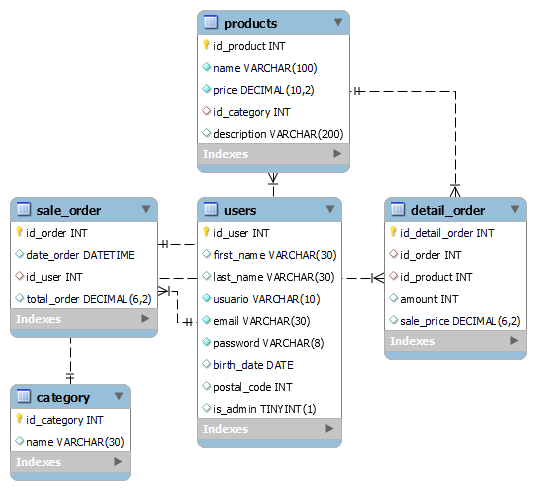 products
id_product INT
name VARCHAR(100)
price DECIMAL(10,2)
id_category INT
description VARCHAR(200)
Indexes
sale_order
id_order INT
date_order DATETIME
id_user INT
total_order DECIMAL(6,2)
Indexes
users
id_user INT
first_name VARCHAR(30)
last_name VARCHAR(30)
usuario VARCHAR(10)
email VARCHAR(30)
password VARCHAR(8)
birth_date DATE
postal_code INT
is_admin TINYINT(1)
Indexes
detail_order
id_detail_order INT
id_order INT
id_product INT
amount INT
sale_price DECIMAL(6,2)
Indexes
category
id_category INT
name VARCHAR(30)
Indexes